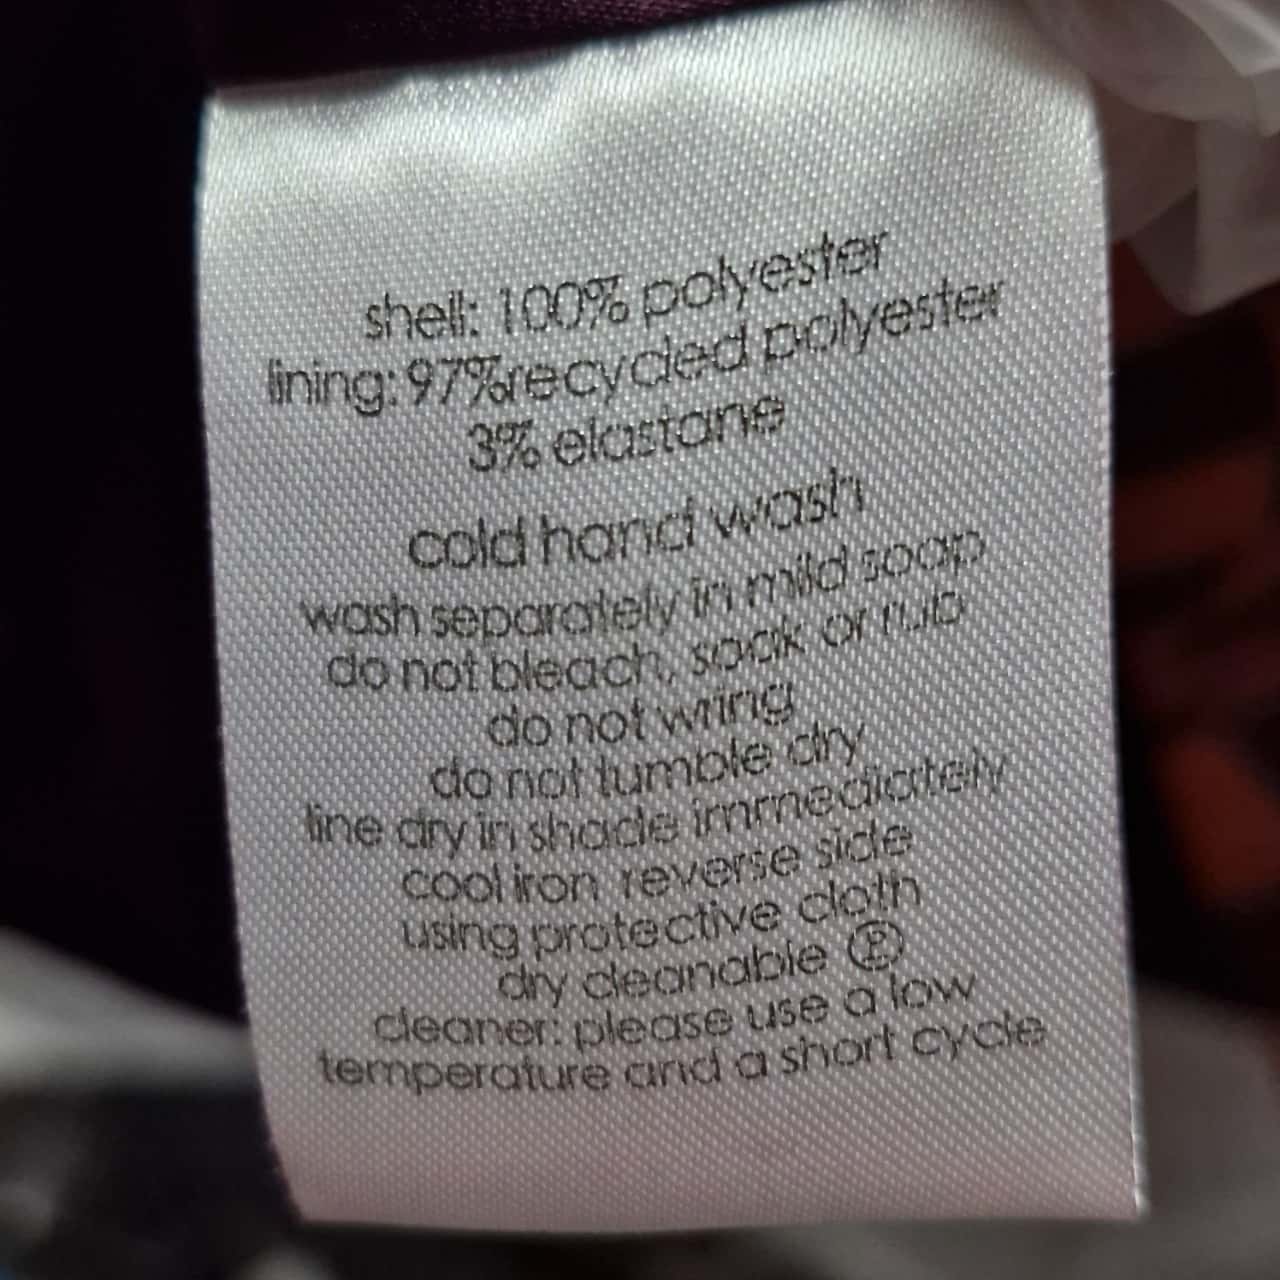 shell: 100% polyester
lining: 97%recycled polyester
3% elastane
cold hand wash
wash separately in mild soap
do not bleach, soak or rub
do not wring
do not tumble dry
line dry in shade immediately
cool iron reverse side
using protective cloth
dry cleanable Ⓟ
cleaner: please use a low
temperature and a short cycle